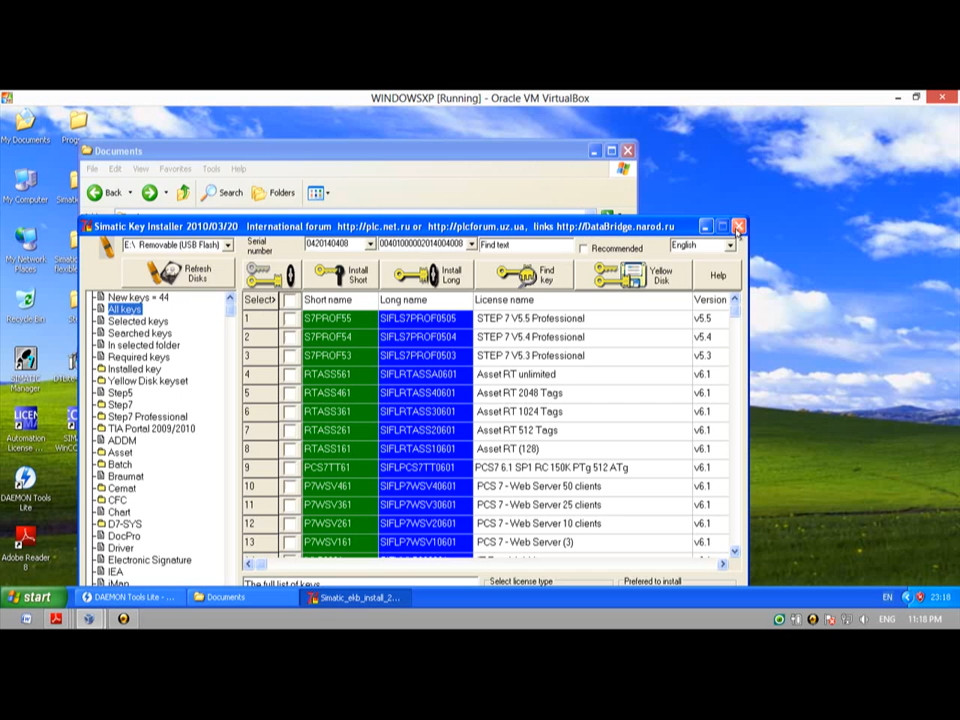 WINDOWSXP [Running] - Oracle VM VirtualBox
My Documents
My Computer
My Network Places
Recycle Bin
SIMATIC Manager
Automation License ...
DAEMON Tools Lite
Adobe Reader 8
Documents
File Edit View Favorites Tools Help
Back Search Folders
Simatic Key Installer 2010/03/20 International forum http://plc.net.ru or http://plcforum.uz.ua, links http://DataBridge.narod.ru
E:\ Removable (USB Flash) Serial number 0420140408 00401000002014004008 Find text Recommended English
Refresh Disks Install Short Install Long Find key Yellow Disk Help
New keys = 44
All keys
Selected keys
Searched keys
In selected folder
Required keys
Installed key
Yellow Disk keyset
Step5
Step7
Step7 Professional
TIA Portal 2009/2010
ADDM
Asset
Batch
Braumat
Cemat
CFC
Chart
D7-SYS
DocPro
Driver
Electronic Signature
IEA
iMap
Select> Short name Long name License name Version
1 S7PROF55 SIFLS7PROF0505 STEP 7 V5.5 Professional v5.5
2 S7PROF54 SIFLS7PROF0504 STEP 7 V5.4 Professional v5.4
3 S7PROF53 SIFLS7PROF0503 STEP 7 V5.3 Professional v5.3
4 RTASS561 SIFLRTASSA0601 Asset RT unlimited v6.1
5 RTASS461 SIFLRTASS40601 Asset RT 2048 Tags v6.1
6 RTASS361 SIFLRTASS30601 Asset RT 1024 Tags v6.1
7 RTASS261 SIFLRTASS20601 Asset RT 512 Tags v6.1
8 RTASS161 SIFLRTASS10601 Asset RT (128) v6.1
9 PCS7TT61 SIFLPCS7TT0601 PCS7 6.1 SP1 RC 150K PTg 512 ATg v6.1
10 P7WSV461 SIFLP7WSV40601 PCS 7 - Web Server 50 clients v6.1
11 P7WSV361 SIFLP7WSV30601 PCS 7 - Web Server 25 clients v6.1
12 P7WSV261 SIFLP7WSV20601 PCS 7 - Web Server 10 clients v6.1
13 P7WSV161 SIFLP7WSV10601 PCS 7 - Web Server (3) v6.1
The full list of keys Select license type Prefered to install
start DAEMON Tools Lite - ... Documents Simatic_ekb_install_2... EN 23:18
ENG 11:18 PM